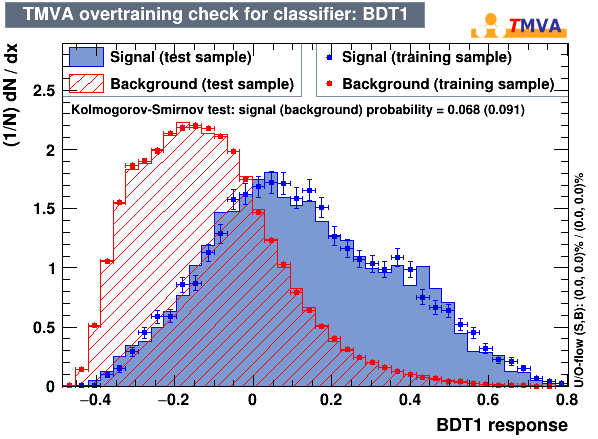 TMVA overtraining check for classifier: BDT1
TMVA
Signal (test sample)
Signal (training sample)
Background (test sample)
Background (training sample)
Kolmogorov-Smirnov test: signal (background) probability = 0.068 (0.091)
(1/N) dN / dx
2.5
2
1.5
1
0.5
0
−0.4
−0.2
0
0.2
0.4
0.6
0.8
BDT1 response
U/O-flow (S,B): (0.0, 0.0)% / (0.0, 0.0)%